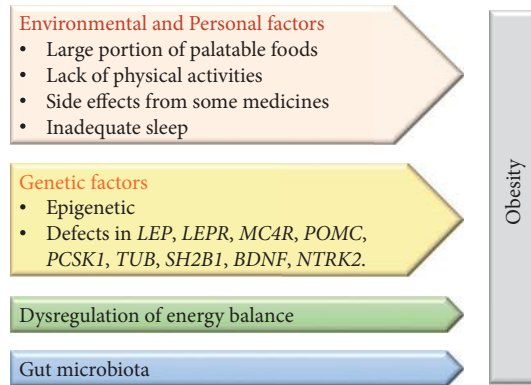 Environmental and Personal factors
• Large portion of palatable foods
• Lack of physical activities
• Side effects from some medicines
• Inadequate sleep
Genetic factors
• Epigenetic
• Defects in LEP, LEPR, MC4R, POMC,
PCSK1, TUB, SH2B1, BDNF, NTRK2.
Dysregulation of energy balance
Gut microbiota
Obesity